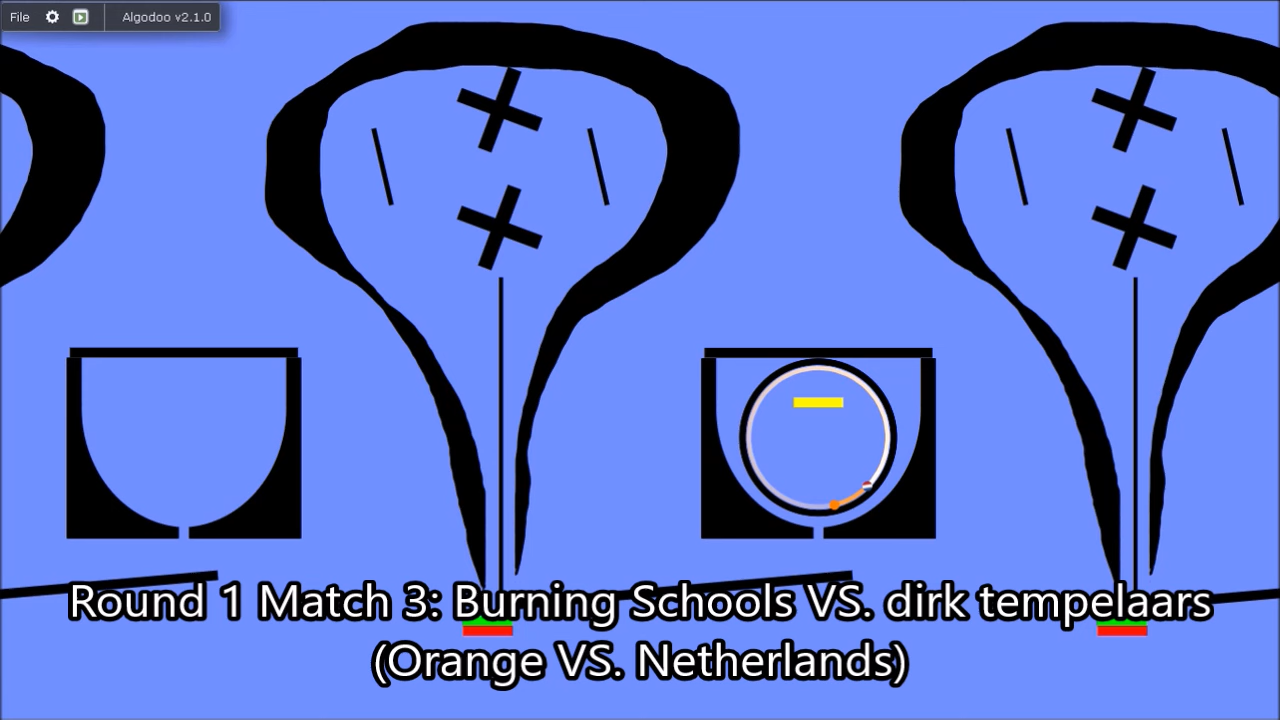 File
Algodoo v2.1.0
Round 1 Match 3: Burning Schools VS. dirk tempelaars
(Orange VS. Netherlands)